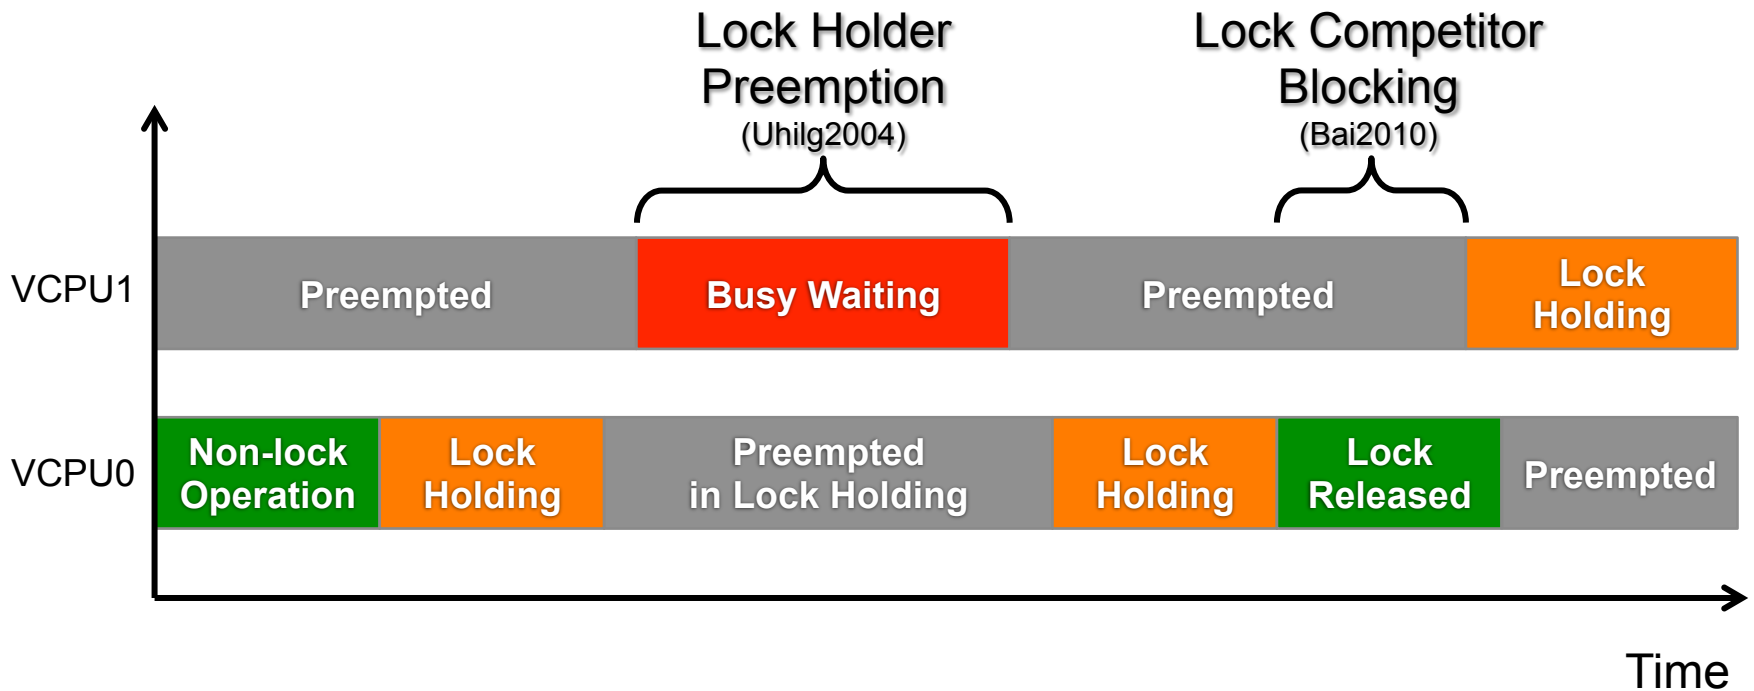 Lock Holder
Preemption
(Uhilg2004)
Lock Competitor
Blocking
(Bai2010)
VCPU1
Preempted
Busy Waiting
Preempted
Lock
Holding
VCPU0
Non-lock
Operation
Lock
Holding
Preempted
in Lock Holding
Lock
Holding
Lock
Released
Preempted
Time